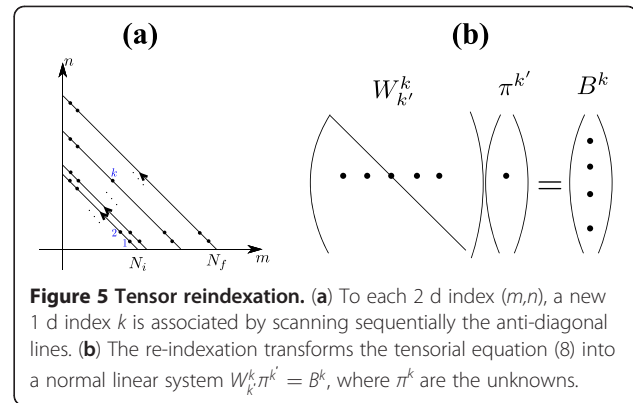 (a)
(b)
n
k
2
1
N_i
N_f
m
W^k_{k'}
π^{k'}
B^k
=
Figure 5 Tensor reindexation. (a) To each 2 d index (m,n), a new
1 d index k is associated by scanning sequentially the anti-diagonal
lines. (b) The re-indexation transforms the tensorial equation (8) into
a normal linear system W^k_{k'}π^{k'} = B^k, where π^k are the unknowns.